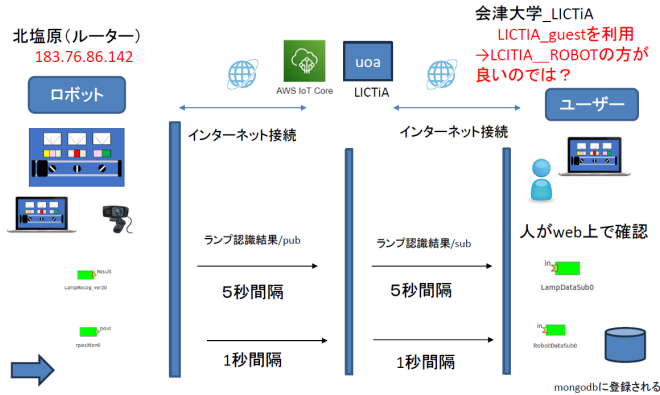 北塩原（ルーター）
183.76.86.142
ロボット
AWS IoT Core
uoa
LICTiA
会津大学_LICTiA
LICTIA_guestを利用
→LCITIA__ROBOTの方が
良いのでは？
ユーザー
インターネット接続
インターネット接続
人がweb上で確認
ランプ認識結果/pub
ランプ認識結果/sub
5秒間隔
５秒間隔
Result
LampRecog_ver20
in
LampDataSub0
pout
rposition0
in
RobotDataSub0
1秒間隔
1秒間隔
mongodbに登録される